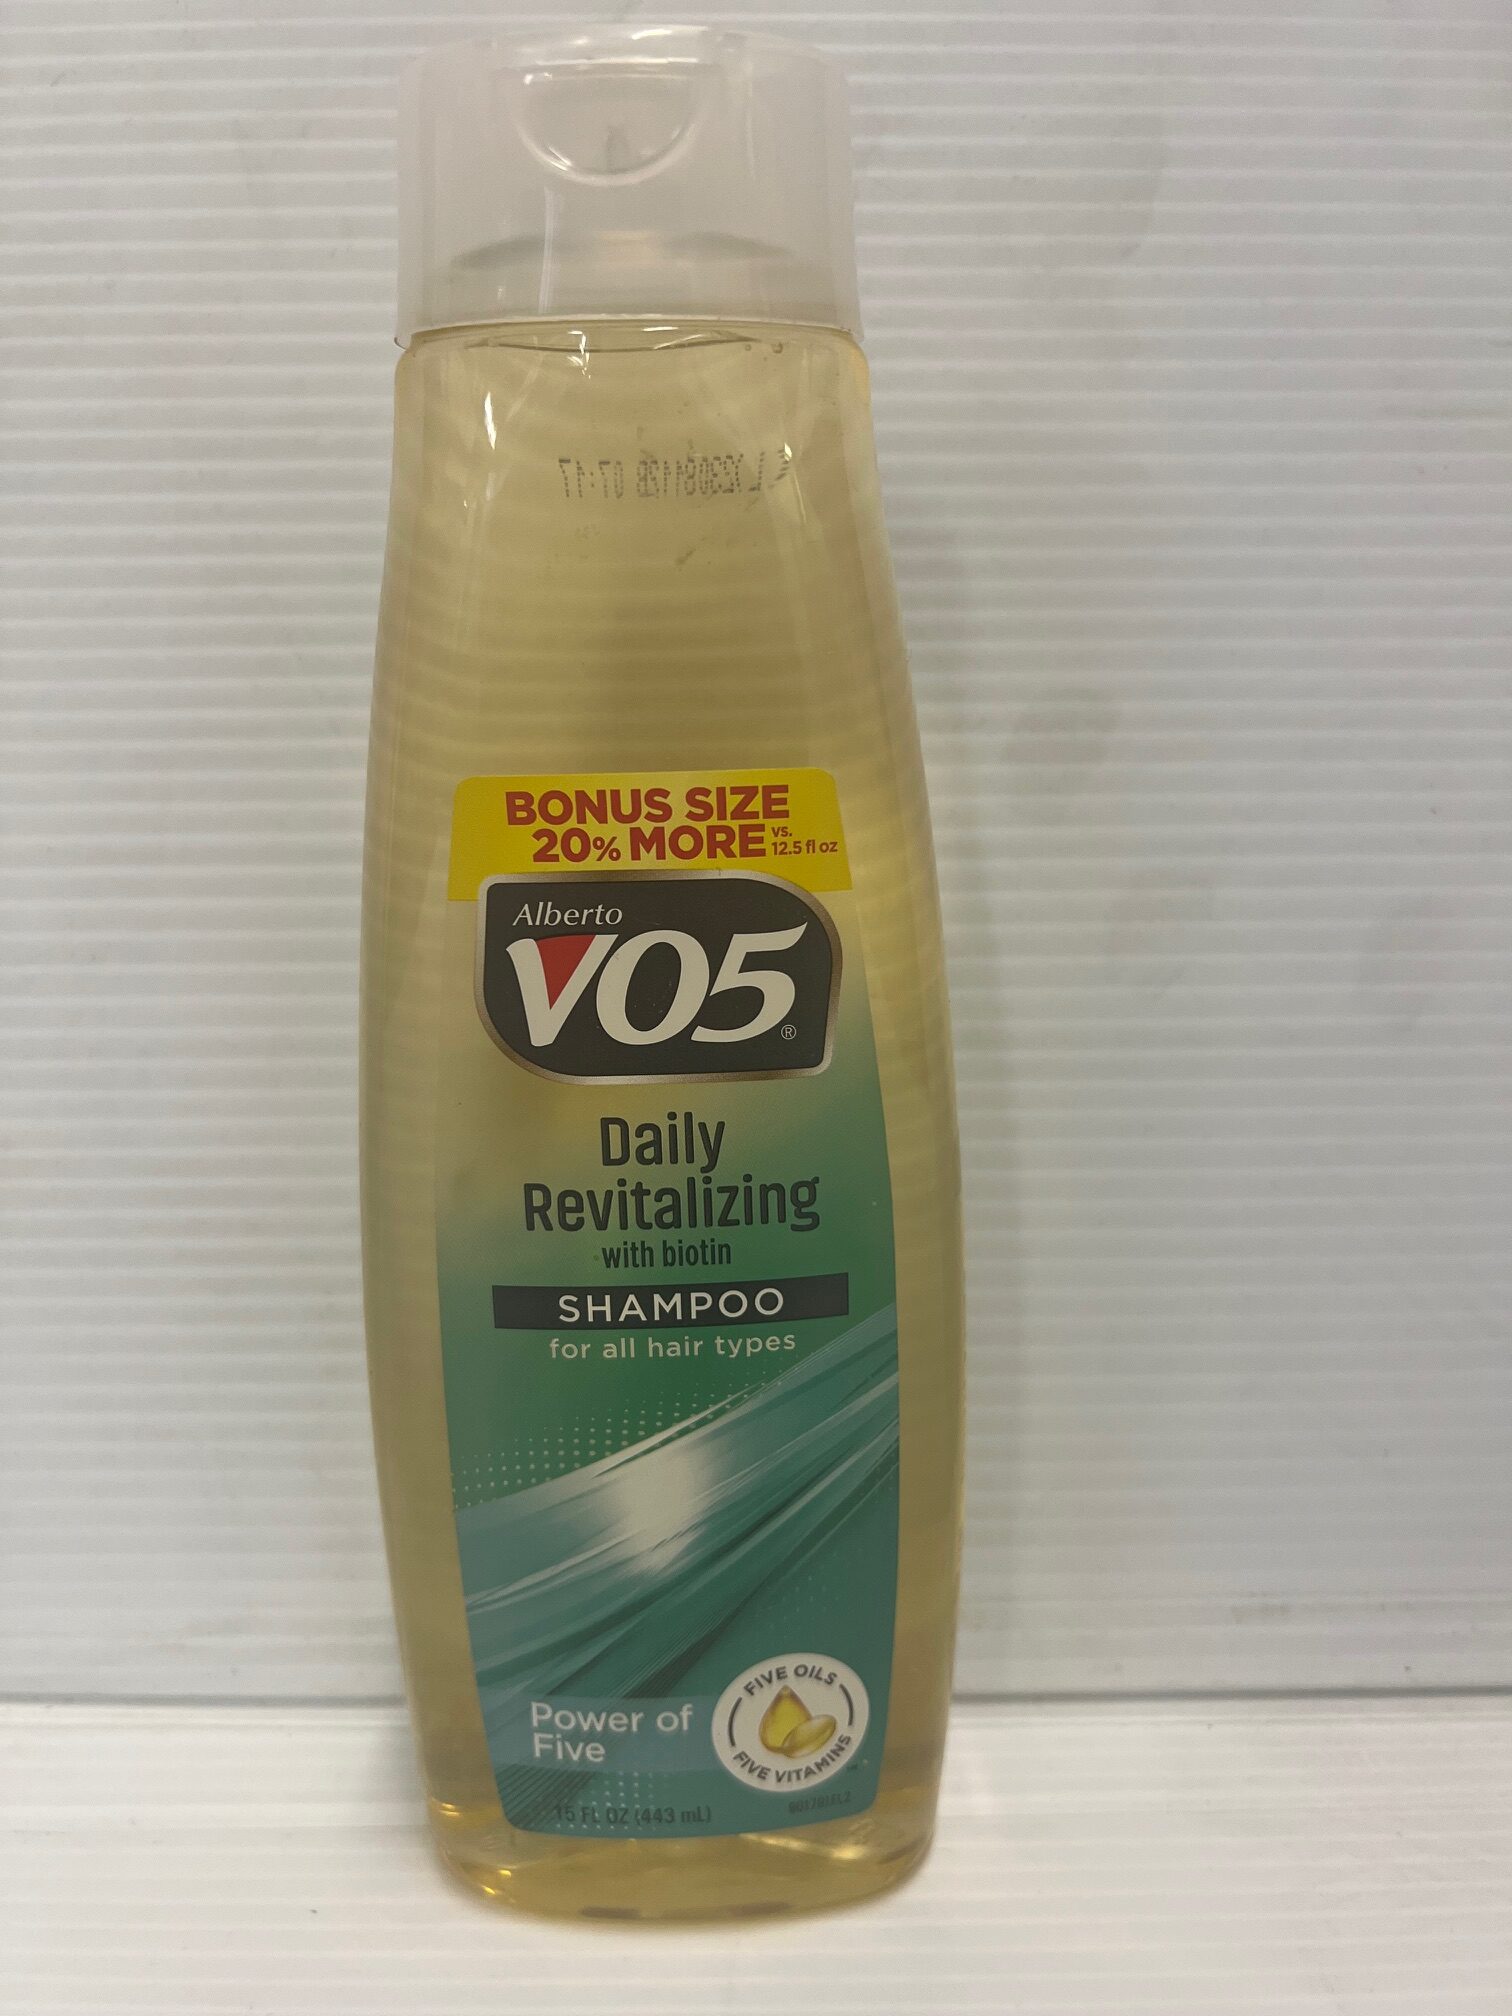 BONUS SIZE
20% MORE vs. 12.5 fl oz
Alberto
VO5®
Daily
Revitalizing
with biotin
SHAMPOO
for all hair types
Power of
Five
FIVE OILS
FIVE VITAMINS
15 FL OZ (443 mL)